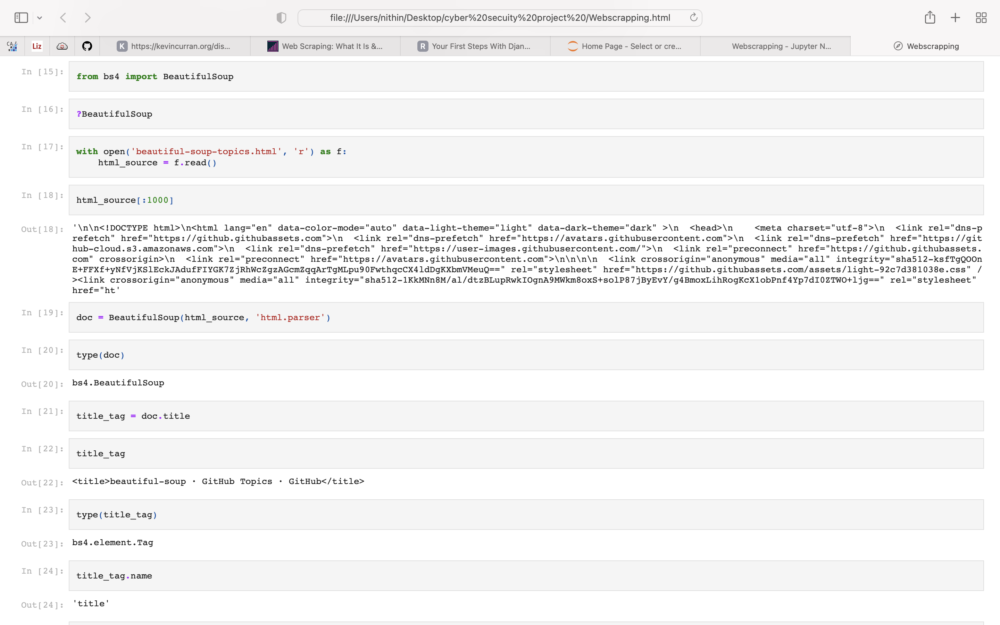 file:///Users/nithin/Desktop/cyber%20secuity%20project%20/Webscrapping.html
CA
Liz
K https://kevincurran.org/dis...
Web Scraping: What It Is &...
R Your First Steps With Djan...
Home Page - Select or cre...
Webscrapping - Jupyter N...
Webscrapping
In [15]: from bs4 import BeautifulSoup
In [16]: ?BeautifulSoup
In [17]: with open('beautiful-soup-topics.html', 'r') as f:
    html_source = f.read()
In [18]: html_source[:1000]
Out[18]: '\n\n<!DOCTYPE html>\n<html lang="en" data-color-mode="auto" data-light-theme="light" data-dark-theme="dark" >\n  <head>\n    <meta charset="utf-8">\n  <link rel="dns-p
refetch" href="https://github.githubassets.com">\n  <link rel="dns-prefetch" href="https://avatars.githubusercontent.com">\n  <link rel="dns-prefetch" href="https://git
hub-cloud.s3.amazonaws.com">\n  <link rel="dns-prefetch" href="https://user-images.githubusercontent.com/">\n  <link rel="preconnect" href="https://github.githubassets.
com" crossorigin>\n  <link rel="preconnect" href="https://avatars.githubusercontent.com">\n\n\n\n  <link crossorigin="anonymous" media="all" integrity="sha512-ksfTgQOOn
E+FFXf+yNfVjKSlEckJAdufFIYGK7ZjRhWcZgzAGcmZqqArTgMLpu90FwthqcCX4ldDgKXbmVMeuQ==" rel="stylesheet" href="https://github.githubassets.com/assets/light-92c7d381038e.css" /
><link crossorigin="anonymous" media="all" integrity="sha512-1KkMNn8M/al/dtzBLupRwkIOgnA9MWkm8oxS+solP87jByEvY/g4BmoxLihRogKcX1obPnf4Yp7dI0ZTWO+ljg==" rel="stylesheet"
href="ht'
In [19]: doc = BeautifulSoup(html_source, 'html.parser')
In [20]: type(doc)
Out[20]: bs4.BeautifulSoup
In [21]: title_tag = doc.title
In [22]: title_tag
Out[22]: <title>beautiful-soup · GitHub Topics · GitHub</title>
In [23]: type(title_tag)
Out[23]: bs4.element.Tag
In [24]: title_tag.name
Out[24]: 'title'